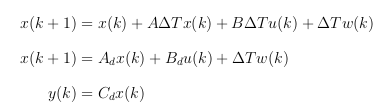 x(k + 1) = x(k) + AΔTx(k) + BΔTu(k) + ΔTw(k)
x(k + 1) = A_d x(k) + B_d u(k) + ΔTw(k)
y(k) = C_d x(k)